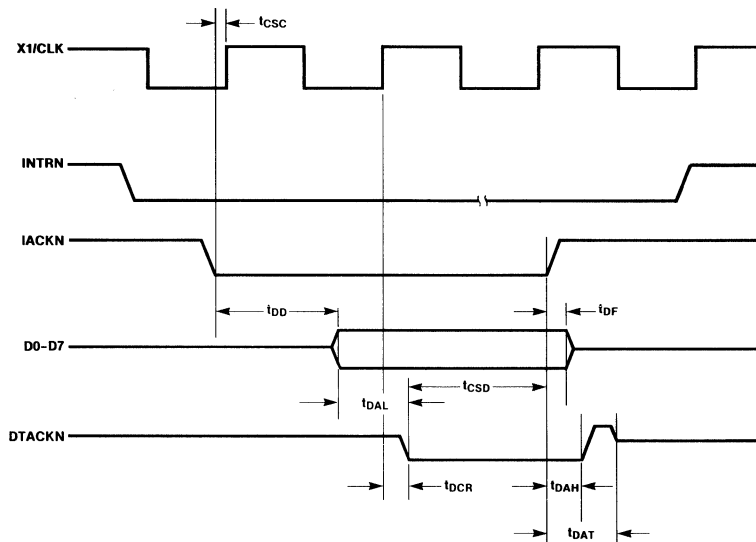 tCSC
X1/CLK
INTRN
IACKN
tDD
tDF
D0-D7
tCSD
tDAL
DTACKN
tDCR
tDAH
tDAT